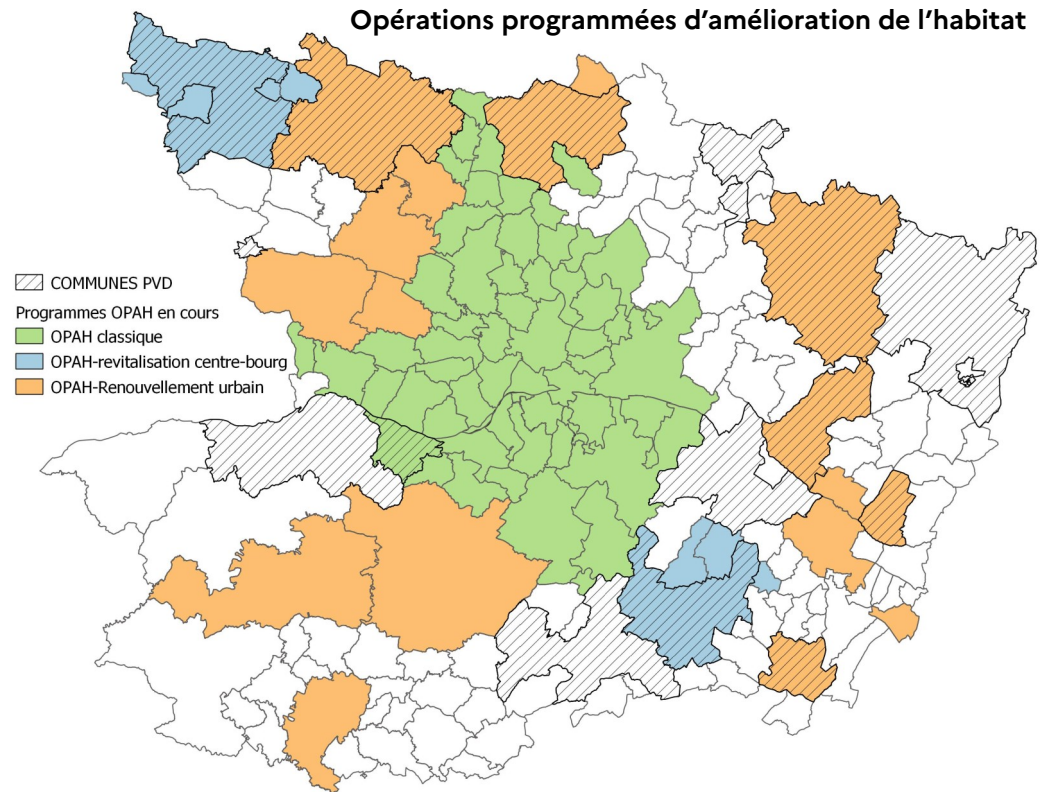 Opérations programmées d’amélioration de l’habitat
COMMUNES PVD
Programmes OPAH en cours
OPAH classique
OPAH-revitalisation centre-bourg
OPAH-Renouvellement urbain